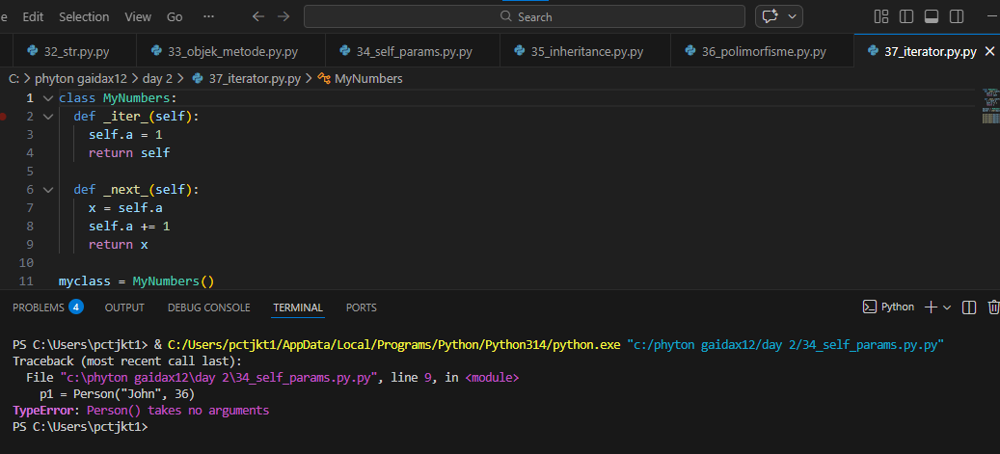 e Edit Selection View Go ··· ← → Search
32_str.py.py 33_objek_metode.py.py 34_self_params.py.py 35_inheritance.py.py 36_polimorfisme.py.py 37_iterator.py.py
C: > phyton gaidax12 > day 2 > 37_iterator.py.py > MyNumbers
1 class MyNumbers:
2 def _iter_(self):
3 self.a = 1
4 return self
5
6 def _next_(self):
7 x = self.a
8 self.a += 1
9 return x
10
11 myclass = MyNumbers()
PROBLEMS 4 OUTPUT DEBUG CONSOLE TERMINAL PORTS Python
PS C:\Users\pctjkt1> & C:/Users/pctjkt1/AppData/Local/Programs/Python/Python314/python.exe "c:/phyton gaidax12/day 2/34_self_params.py.py"
Traceback (most recent call last):
File "c:\phyton gaidax12\day 2\34_self_params.py.py", line 9, in <module>
p1 = Person("John", 36)
TypeError: Person() takes no arguments
PS C:\Users\pctjkt1>